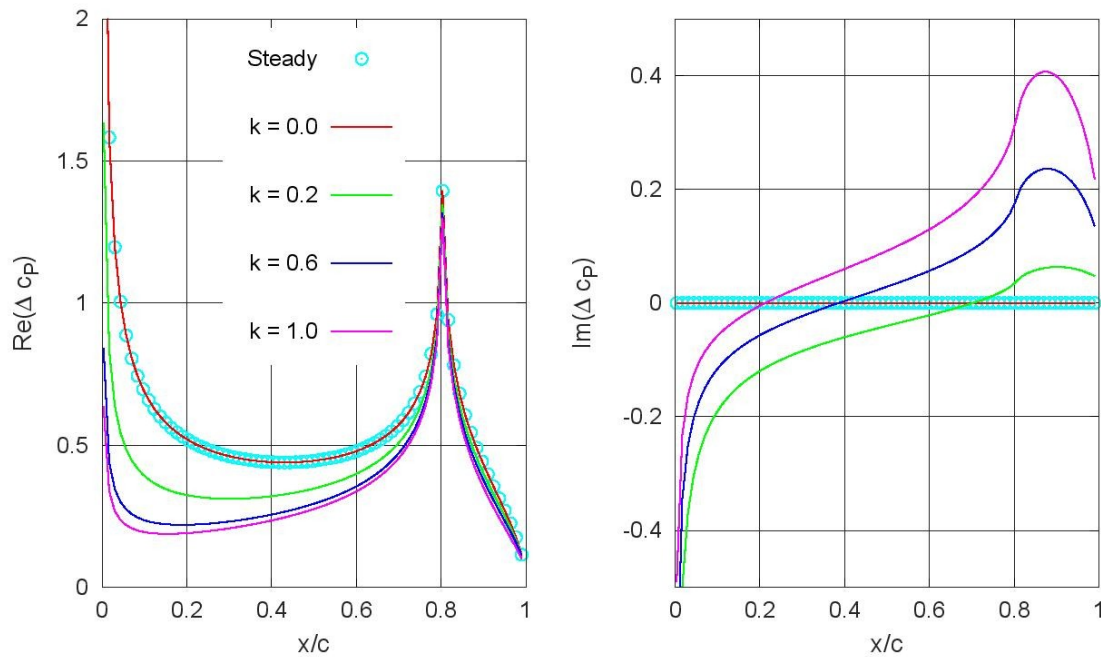 2
1.5
1
0.5
0
Re(Δ cP)
0 0.2 0.4 0.6 0.8 1
x/c
Steady
k = 0.0
k = 0.2
k = 0.6
k = 1.0
0.4
0.2
0
-0.2
-0.4
Im(Δ cP)
0 0.2 0.4 0.6 0.8 1
x/c